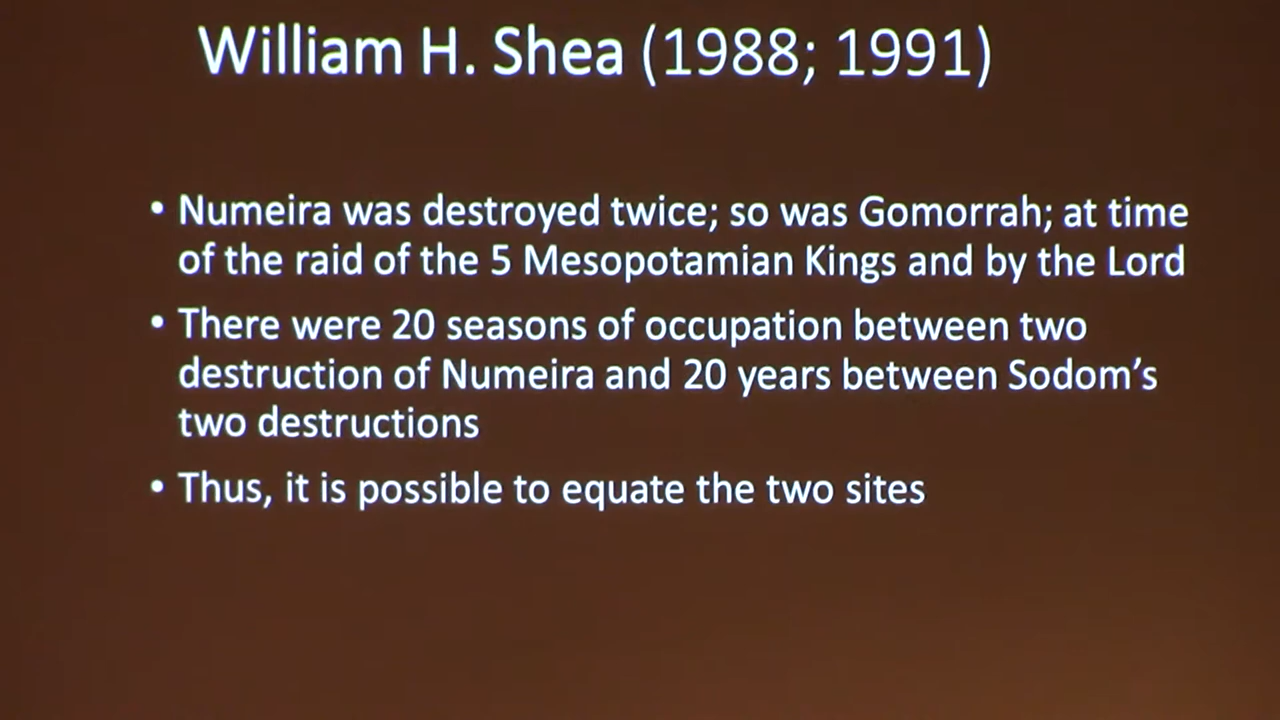 William H. Shea (1988; 1991)
• Numeira was destroyed twice; so was Gomorrah; at time
of the raid of the 5 Mesopotamian Kings and by the Lord
• There were 20 seasons of occupation between two
destruction of Numeira and 20 years between Sodom’s
two destructions
• Thus, it is possible to equate the two sites